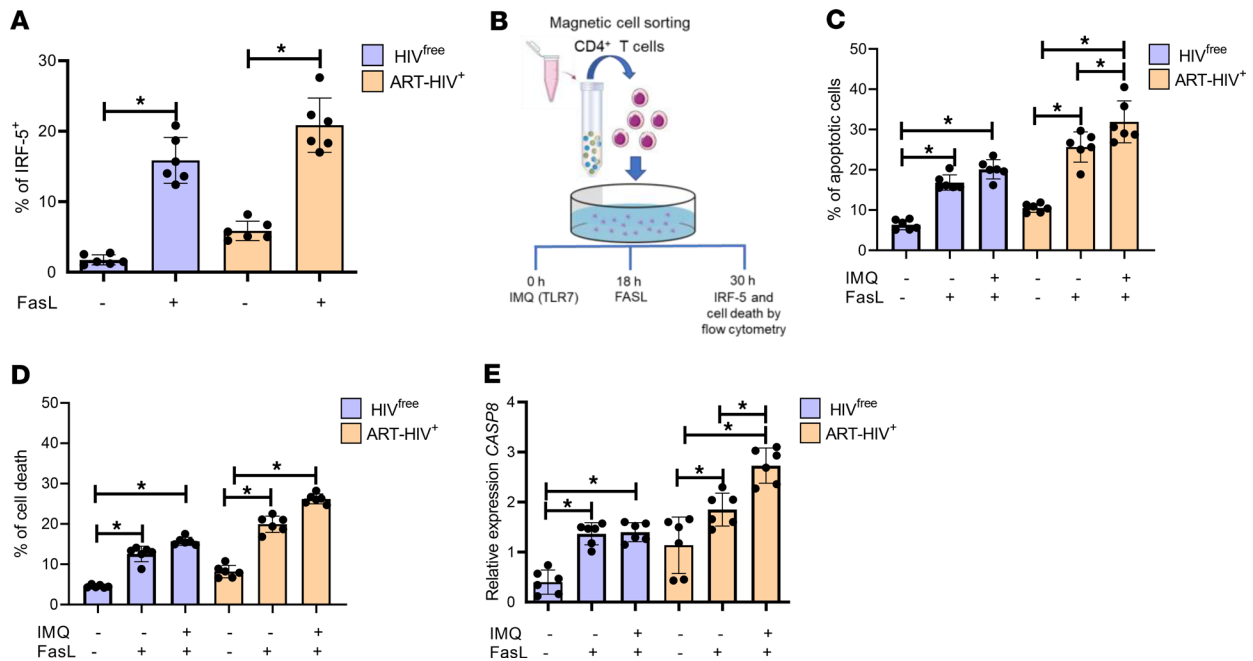 A
% of IRF-5⁺
30
20
10
0
*
*
HIVᶠʳᵉᵉ
ART-HIV⁺
FasL - + - +
B
Magnetic cell sorting
CD4⁺ T cells
0 h
IMQ (TLR7)
18 h
FASL
30 h
IRF-5 and
cell death by
flow cytometry
C
% of apoptotic cells
50
40
30
20
10
0
*
*
*
*
*
HIVᶠʳᵉᵉ
ART-HIV⁺
IMQ - - + - - +
FasL - + + - + +
D
% of cell death
50
40
30
20
10
0
*
*
*
*
HIVᶠʳᵉᵉ
ART-HIV⁺
IMQ - - + - - +
FasL - + + - + +
E
Relative expression CASP8
4
3
2
1
0
*
*
*
*
*
HIVᶠʳᵉᵉ
ART-HIV⁺
IMQ - - + - - +
FasL - + + - + +